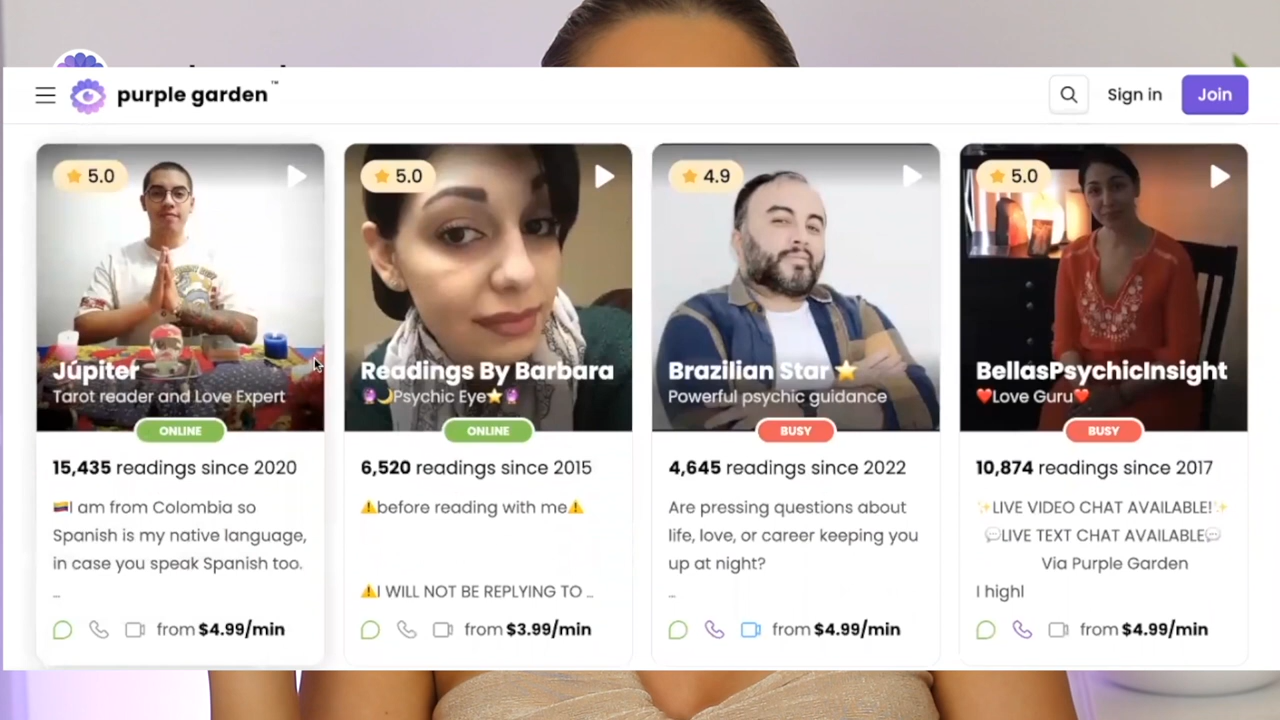 purple garden™
Sign in
Join
5.0
5.0
4.9
5.0
Júpiter
Tarot reader and Love Expert
ONLINE
15,435 readings since 2020
🇨🇴I am from Colombia so
Spanish is my native language,
in case you speak Spanish too.
..
from $4.99/min
Readings By Barbara
🔮🌙Psychic Eye⭐🔮
ONLINE
6,520 readings since 2015
⚠️before reading with me⚠️
⚠️I WILL NOT BE REPLYING TO ..
from $3.99/min
Brazilian Star ⭐
Powerful psychic guidance
BUSY
4,645 readings since 2022
Are pressing questions about
life, love, or career keeping you
up at night?
..
from $4.99/min
BellasPsychicInsight
❤️Love Guru❤️
BUSY
10,874 readings since 2017
✨LIVE VIDEO CHAT AVAILABLE!✨
💬LIVE TEXT CHAT AVAILABLE💬
Via Purple Garden
I highl
from $4.99/min